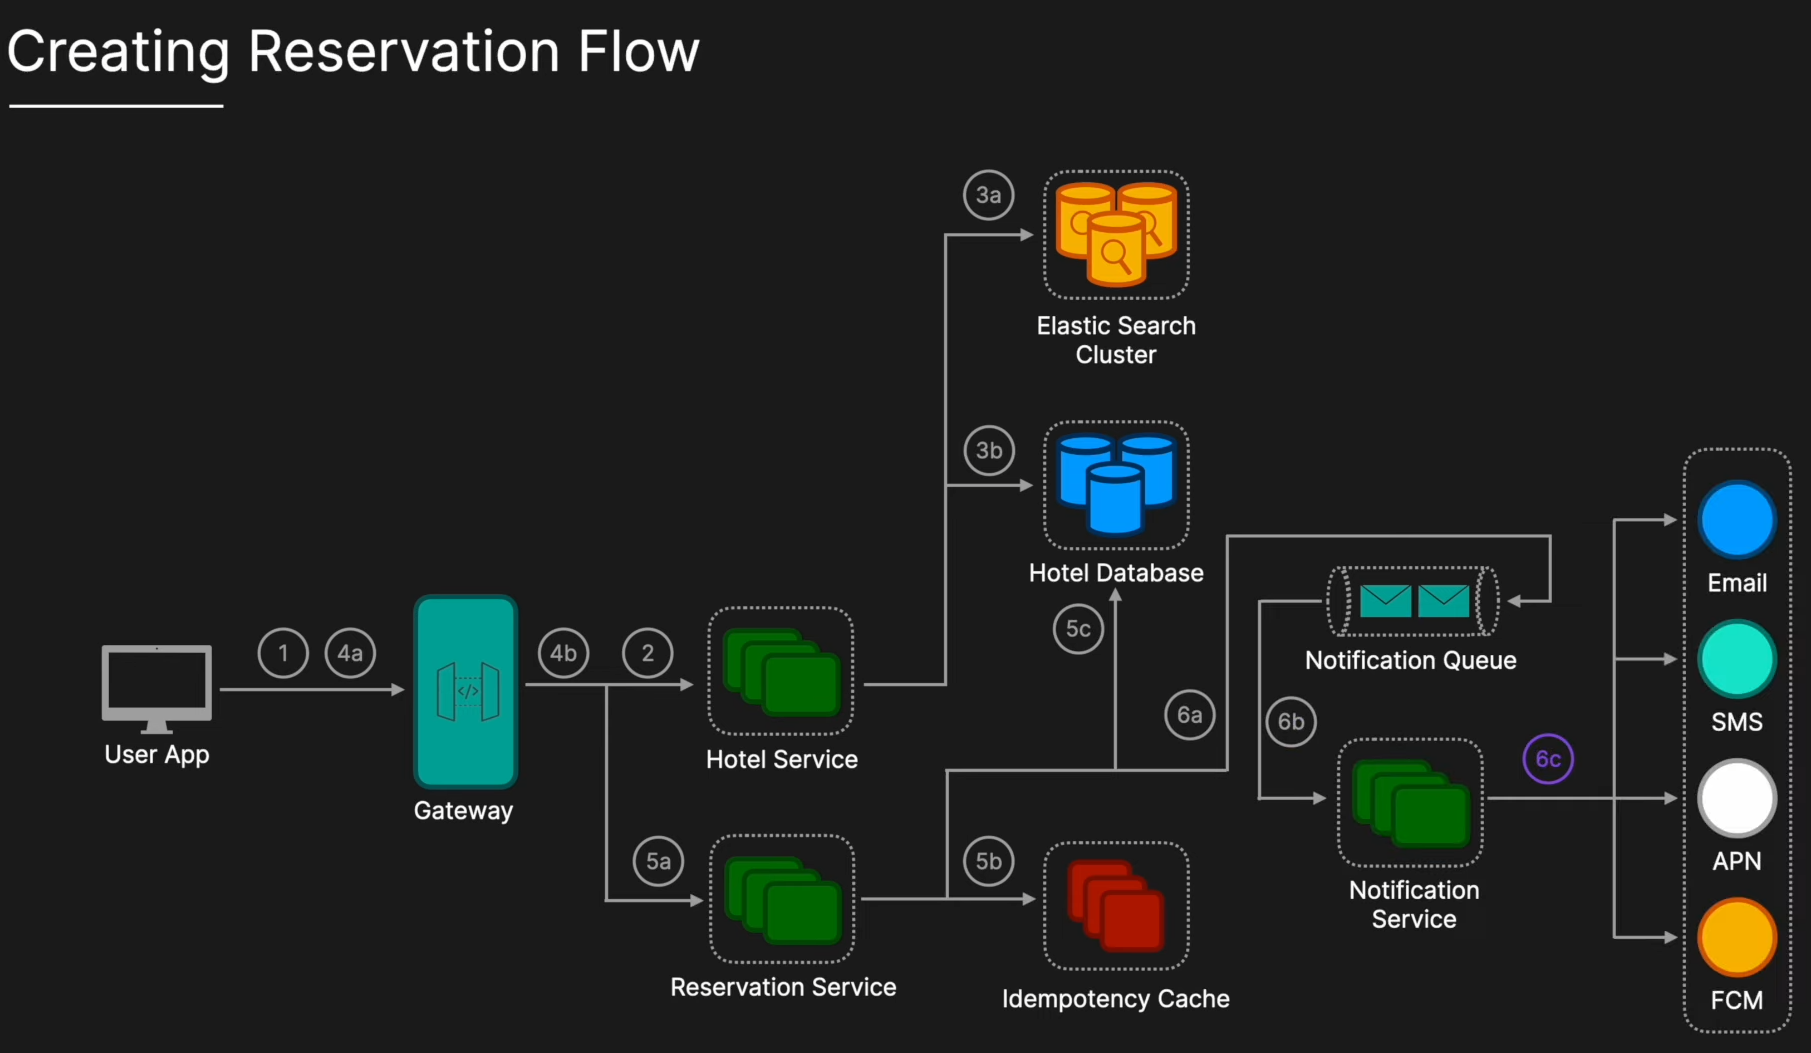 Creating Reservation Flow
3a
Elastic Search
Cluster
3b
Hotel Database
5c
Email
Notification Queue
SMS
1
4a
4b
2
</>
User App
Gateway
Hotel Service
6a
6b
6c
APN
Notification
Service
5a
5b
Reservation Service
Idempotency Cache
FCM